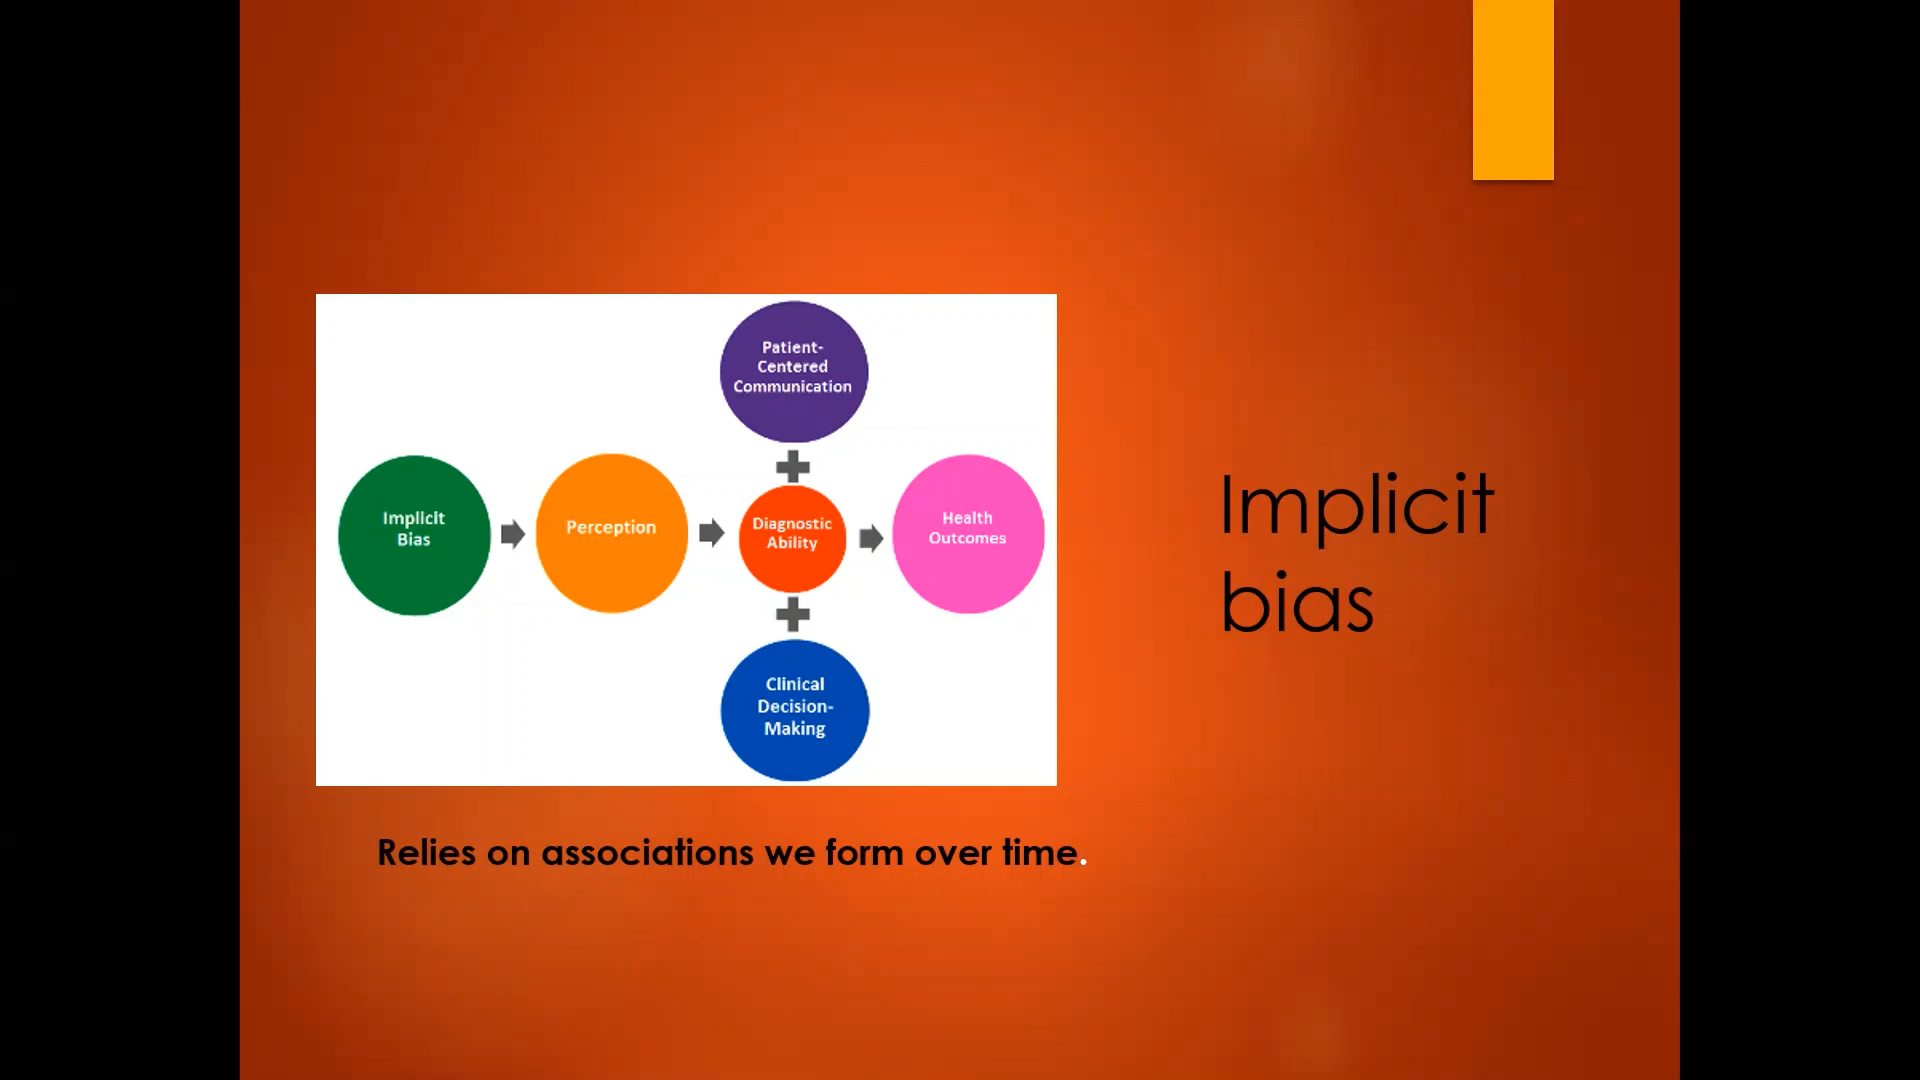 Patient-
Centered
Communication
Implicit
Bias
Perception
Diagnostic
Ability
Health
Outcomes
Clinical
Decision-
Making
Implicit
bias
Relies on associations we form over time.